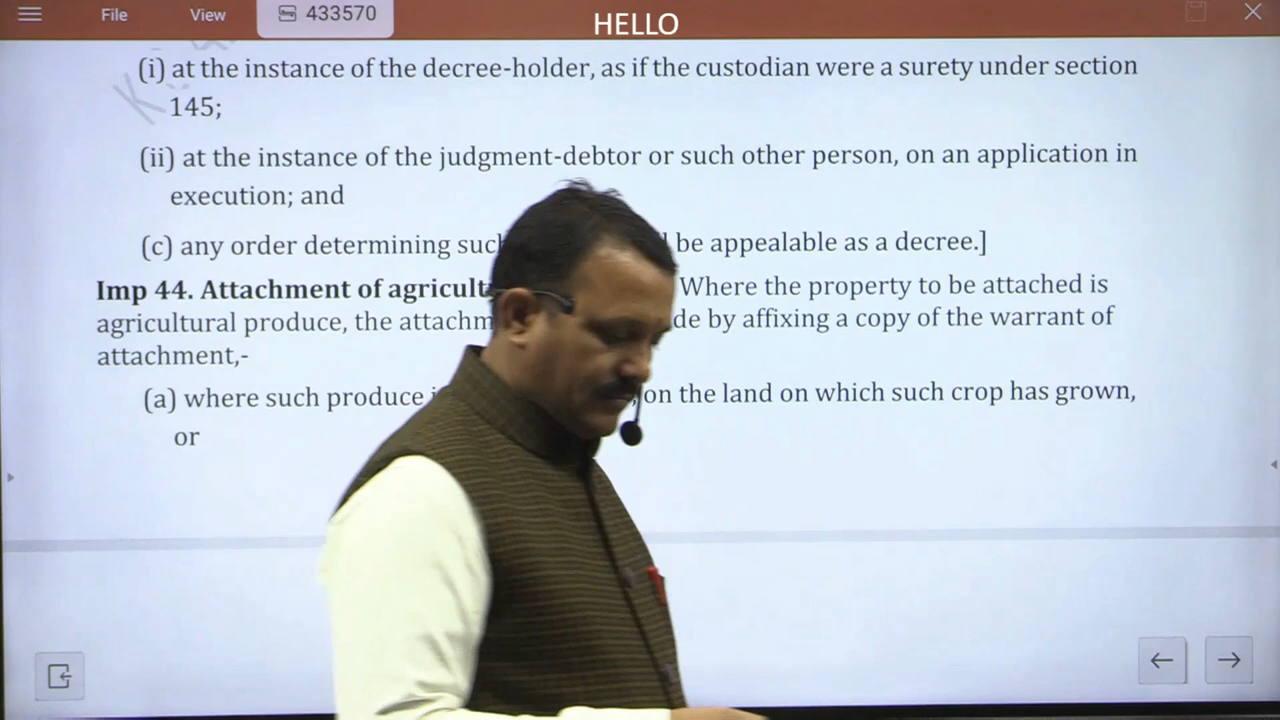 File View 433570
HELLO
(i) at the instance of the decree-holder, as if the custodian were a surety under section
145;
(ii) at the instance of the judgment-debtor or such other person, on an application in
execution; and
(c) any order determining such be appealable as a decree.]
Imp 44. Attachment of Where the property to be attached is
agricultural produce, the by affixing a copy of the warrant of
attachment,-
(a) where such produce on the land on which such crop has grown,
or